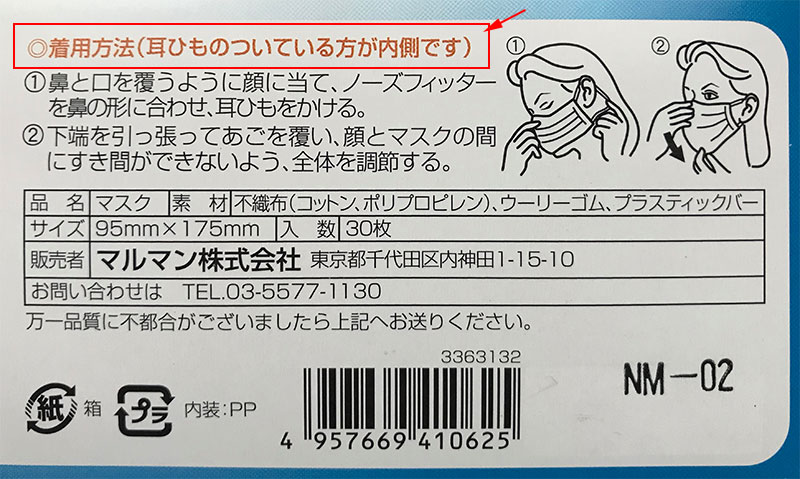 ◎着用方法(耳ひものついている方が内側です)
①鼻と口を覆うように顔に当て、ノーズフィッター
を鼻の形に合わせ、耳ひもをかける。
②下端を引っ張ってあごを覆い、顔とマスクの間
にすき間ができないよう、全体を調節する。
① ②
品 名 マスク 素 材 不織布(コットン、ポリプロピレン)、ウーリーゴム、プラスティックバー
サイズ 95mm×175mm 入 数 30枚
販売者 マルマン株式会社 東京都千代田区内神田1-15-10
お問い合わせは TEL.03-5577-1130
万一品質に不都合がございましたら上記へお送りください。
3363132
NM-02
紙 箱 プラ 内装:PP
4 957669 410625